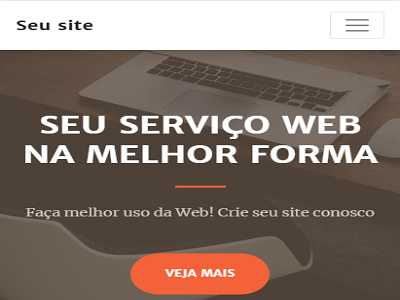 Seu site
SEU SERVIÇO WEB
NA MELHOR FORMA
Faça melhor uso da Web! Crie seu site conosco
VEJA MAIS